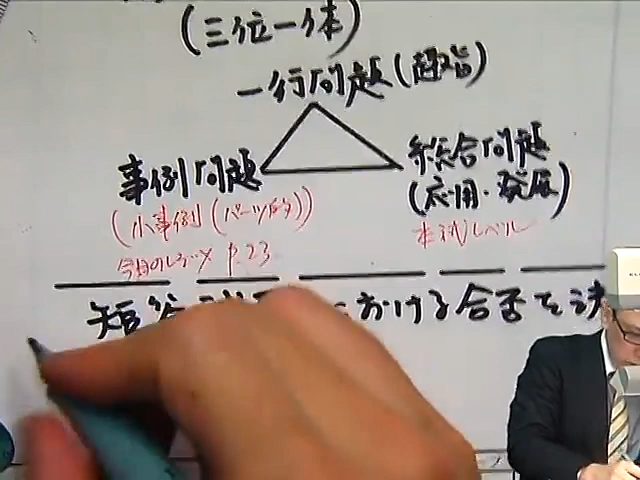 (三位一体)
一行問題(趣旨)
事例問題
(小事例(パーツ的))
今日のレジュメ P.23
総合問題
(応用・発展)
本試レベル
短答
における合否を決